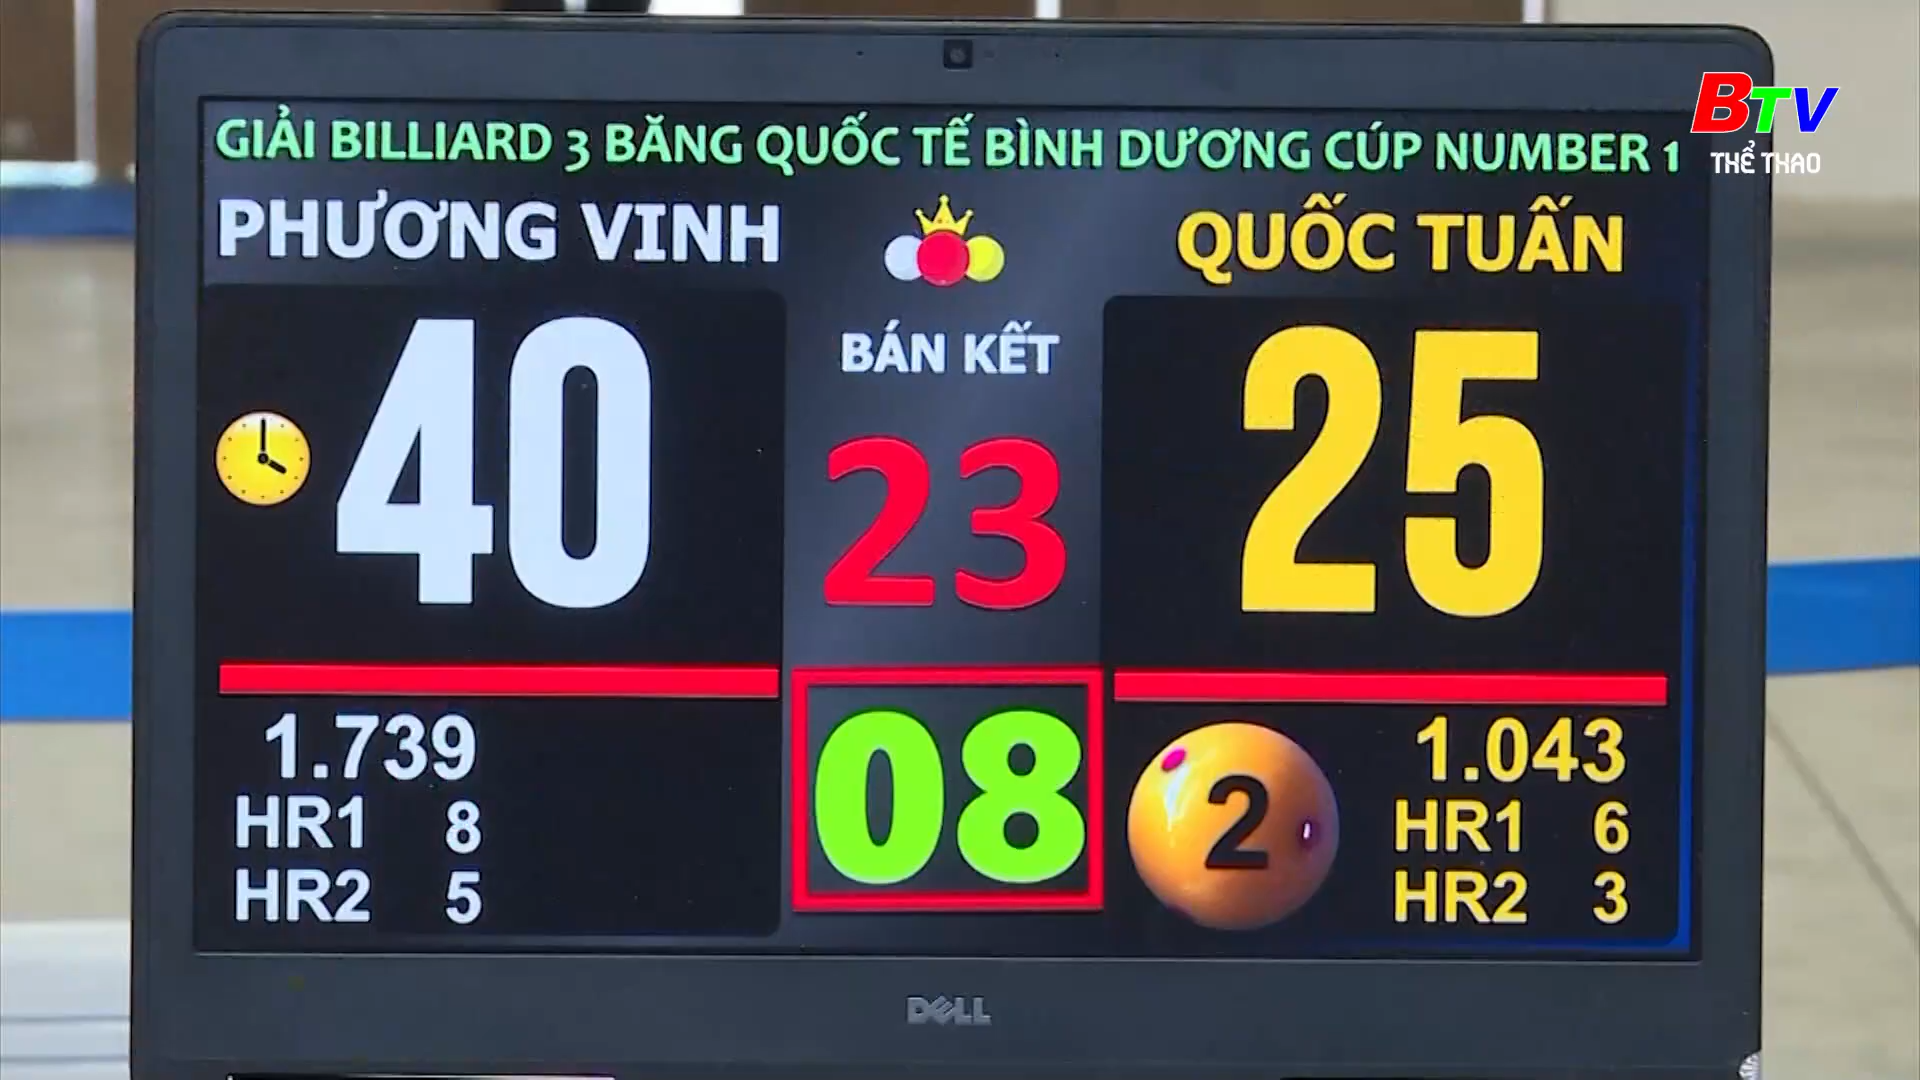 GIẢI BILLIARD 3 BĂNG QUỐC TẾ BÌNH DƯƠNG CÚP NUMBER 1
BTV
THỂ THAO
PHƯƠNG VINH
QUỐC TUẤN
BÁN KẾT
40
23
25
1.739
HR1 8
HR2 5
08
2
1.043
HR1 6
HR2 3
DELL